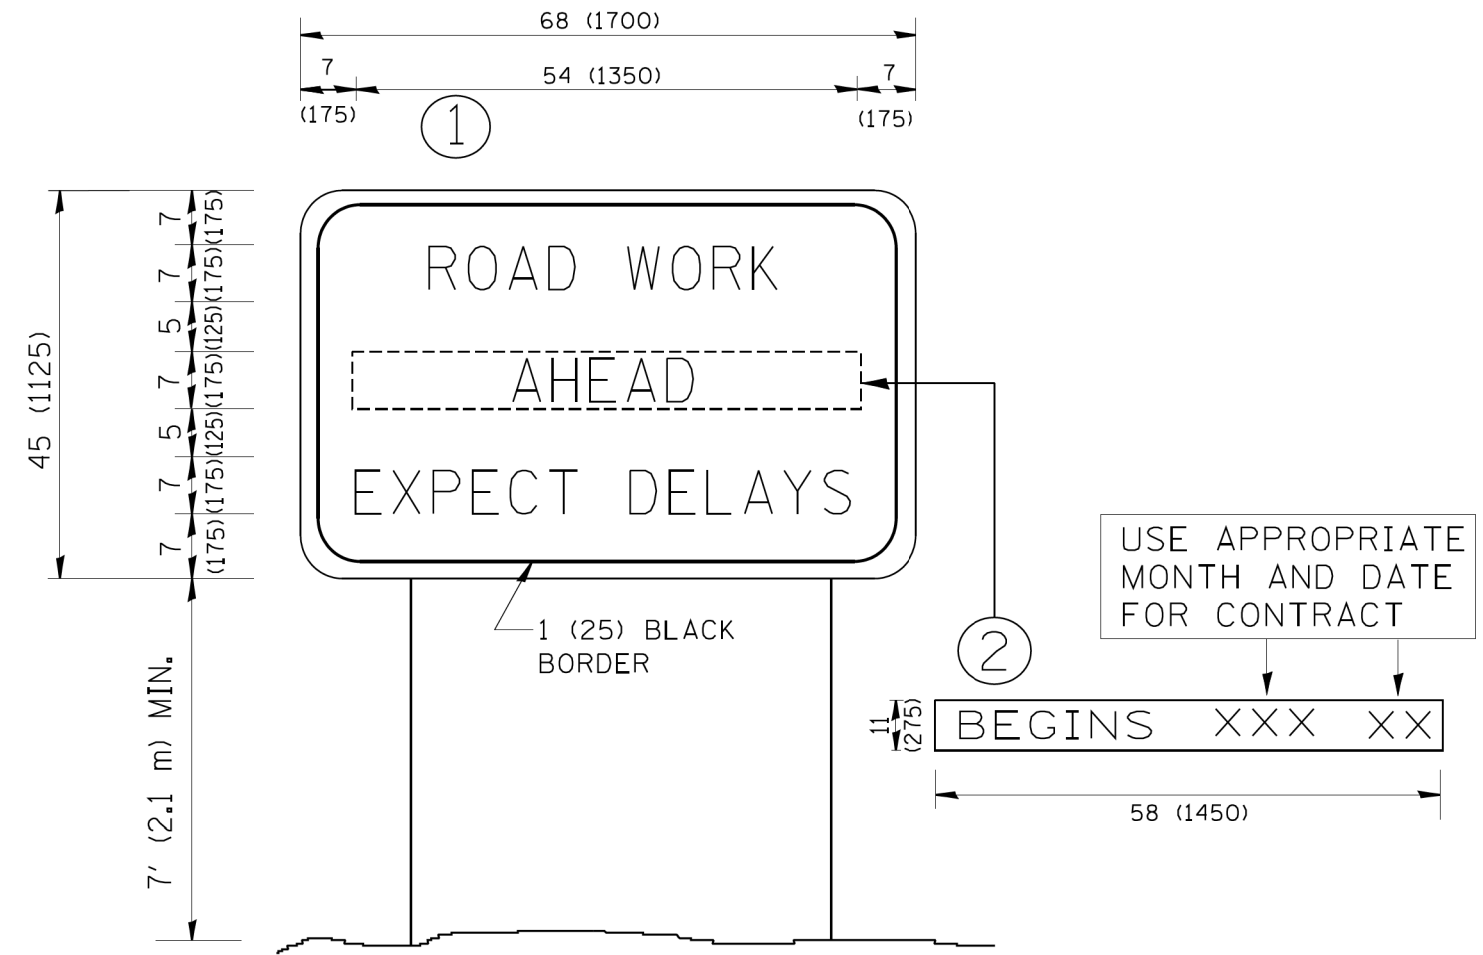 68 (1700)
7
54 (1350)
7
(175)
(175)
1
45 (1125)
7 (175)
7 (175)
5 (125)
7 (175)
5 (125)
7 (175)
7 (175)
ROAD WORK
AHEAD
EXPECT DELAYS
1 (25) BLACK
BORDER
7' (2.1 m) MIN.
USE APPROPRIATE
MONTH AND DATE
FOR CONTRACT
2
11
(275)
BEGINS XXX XX
58 (1450)